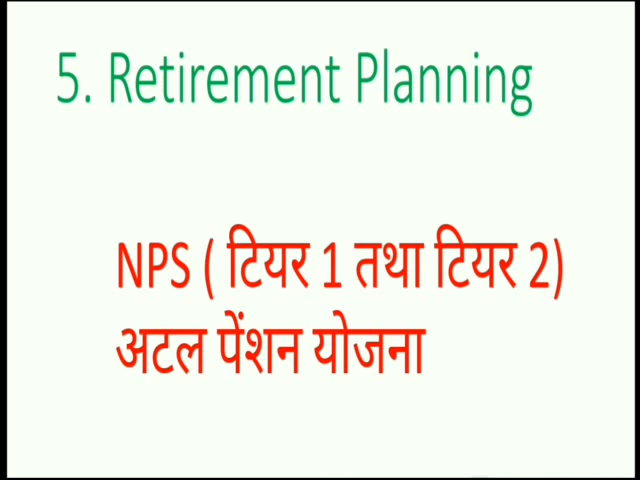 5. Retirement Planning
NPS ( टियर 1 तथा टियर 2)
अटल पेंशन योजना